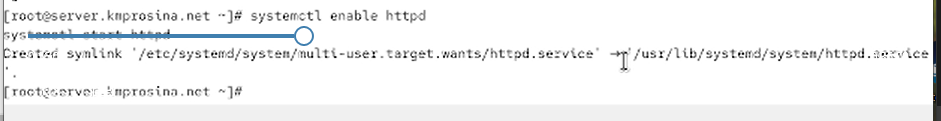 [root@server.kmprosina.net ~]# systemctl enable httpd
systemctl start httpd
Created symlink '/etc/systemd/system/multi-user.target.wants/httpd.service' → '/usr/lib/systemd/system/httpd.service
'.
[root@server.kmprosina.net ~]#